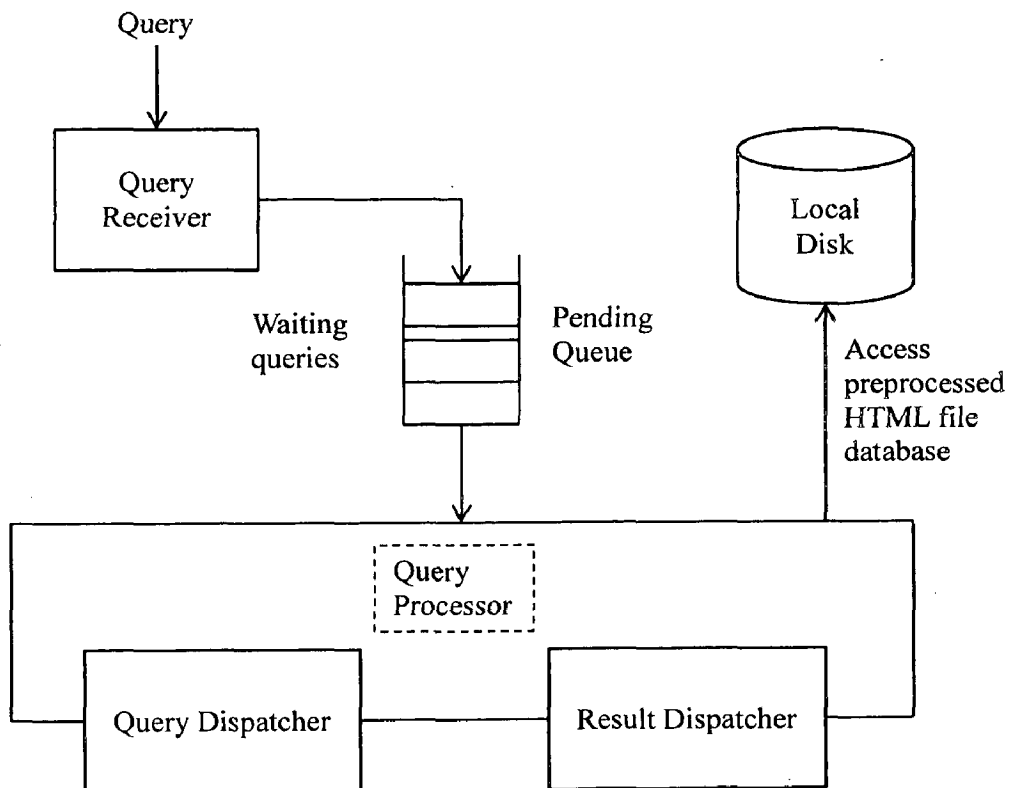 Query
Query
Receiver
Local
Disk
Waiting
queries
Pending
Queue
Access
preprocessed
HTML file
database
Query
Processor
Query Dispatcher
Result Dispatcher